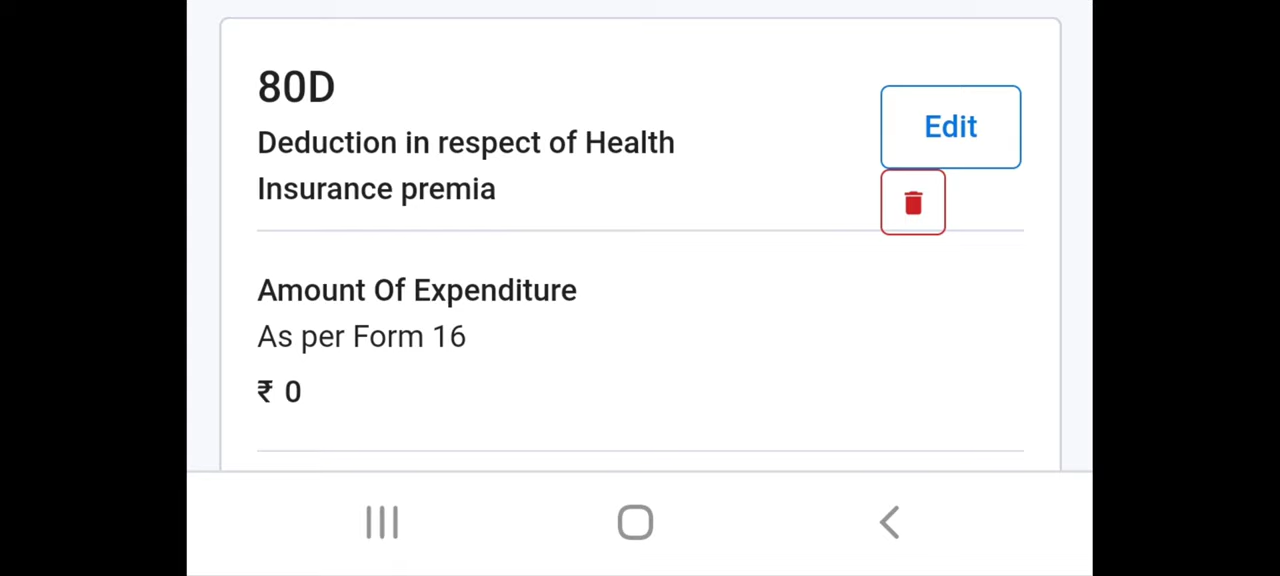 80D
Edit
Deduction in respect of Health
Insurance premia
Amount Of Expenditure
As per Form 16
₹ 0